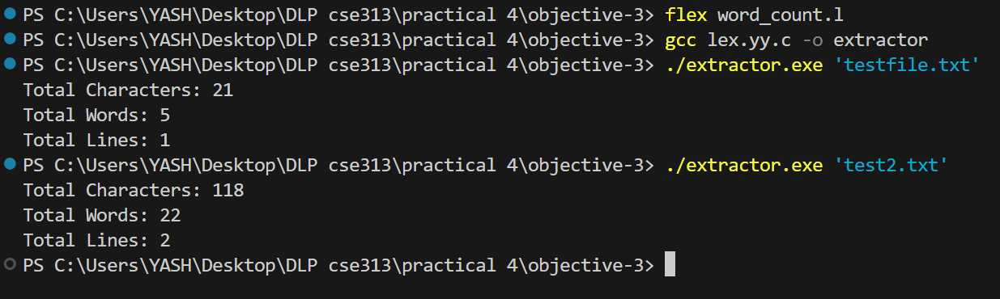 PS C:\Users\YASH\Desktop\DLP cse313\practical 4\objective-3> flex word_count.l
PS C:\Users\YASH\Desktop\DLP cse313\practical 4\objective-3> gcc lex.yy.c -o extractor
PS C:\Users\YASH\Desktop\DLP cse313\practical 4\objective-3> ./extractor.exe 'testfile.txt'
Total Characters: 21
Total Words: 5
Total Lines: 1
PS C:\Users\YASH\Desktop\DLP cse313\practical 4\objective-3> ./extractor.exe 'test2.txt'
Total Characters: 118
Total Words: 22
Total Lines: 2
PS C:\Users\YASH\Desktop\DLP cse313\practical 4\objective-3>